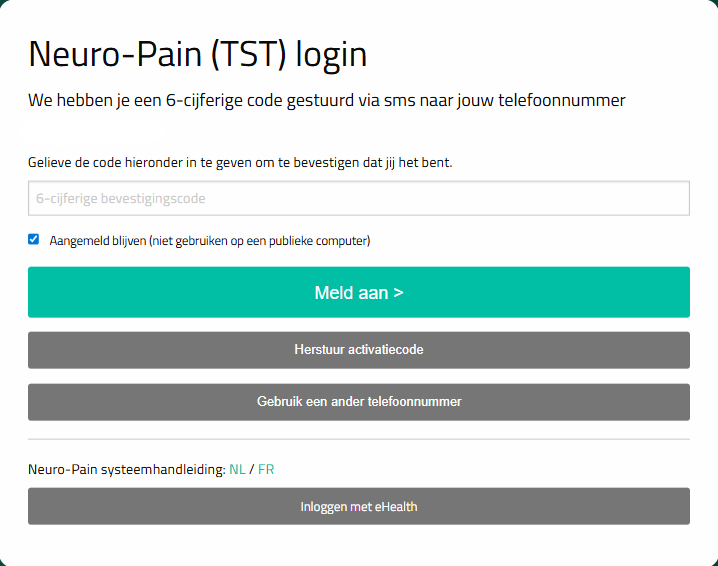 Neuro-Pain (TST) login
We hebben je een 6-cijferige code gestuurd via sms naar jouw telefoonnummer
Gelieve de code hieronder in te geven om te bevestigen dat jij het bent.
6-cijferige bevestigingscode
Aangemeld blijven (niet gebruiken op een publieke computer)
Meld aan >
Herstuur activatiecode
Gebruik een ander telefoonnummer
Neuro-Pain systeemhandleiding: NL / FR
Inloggen met eHealth